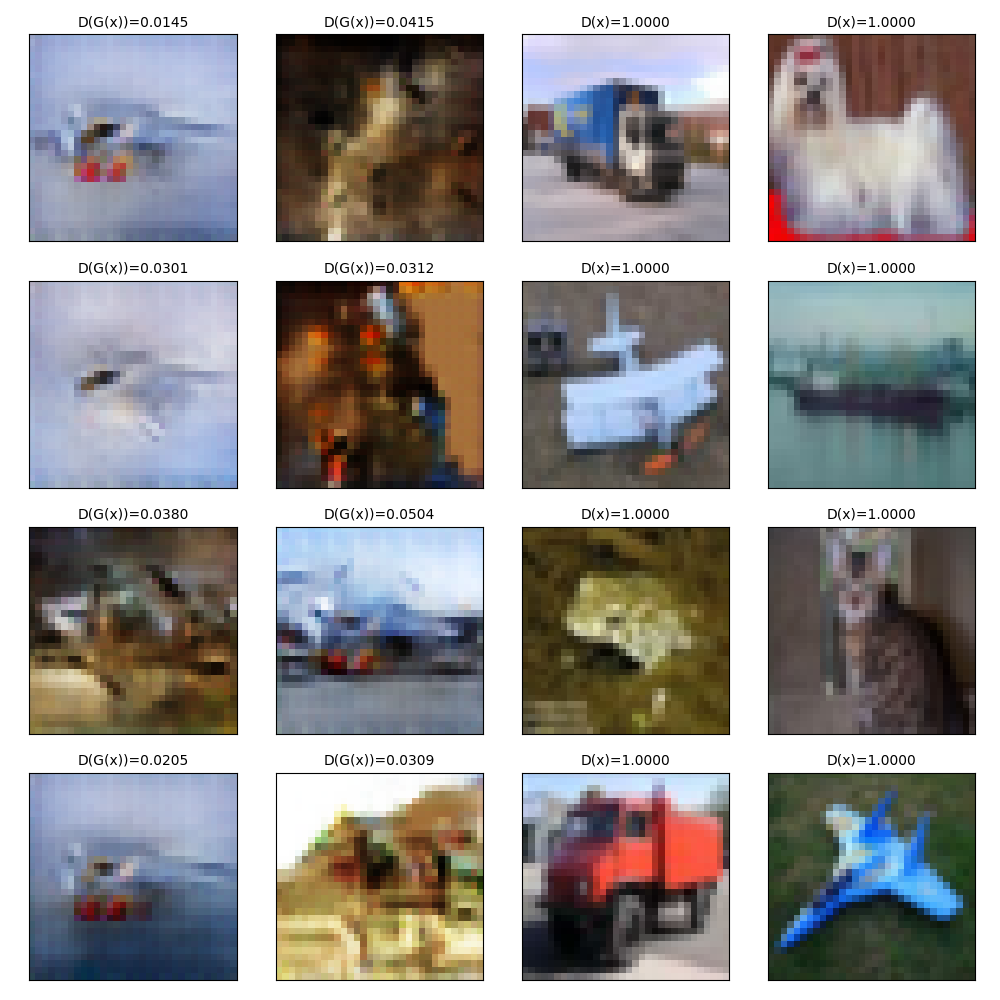 D(G(x))=0.0145 D(G(x))=0.0415 D(x)=1.0000 D(x)=1.0000
D(G(x))=0.0301 D(G(x))=0.0312 D(x)=1.0000 D(x)=1.0000
D(G(x))=0.0380 D(G(x))=0.0504 D(x)=1.0000 D(x)=1.0000
D(G(x))=0.0205 D(G(x))=0.0309 D(x)=1.0000 D(x)=1.0000